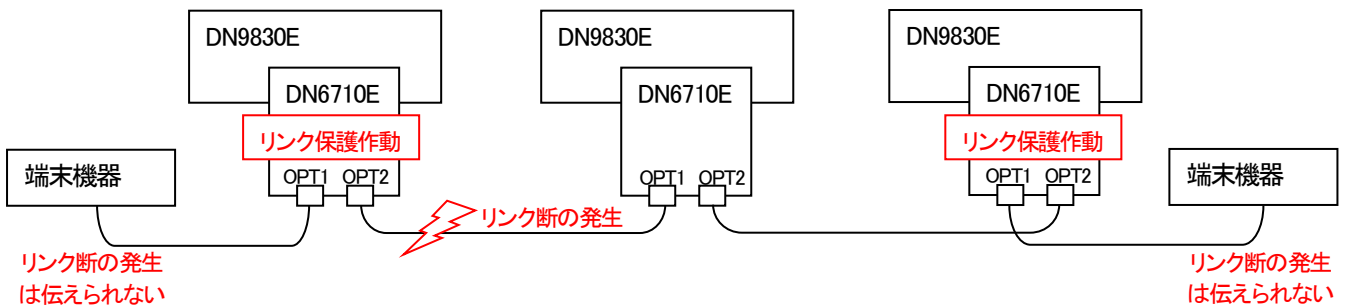 DN9830E
DN9830E
DN9830E
DN6710E
DN6710E
DN6710E
リンク保護作動
リンク保護作動
端末機器
端末機器
OPT1 OPT2
OPT1 OPT2
OPT1 OPT2
リンク断の発生
リンク断の発生
は伝えられない
リンク断の発生
は伝えられない